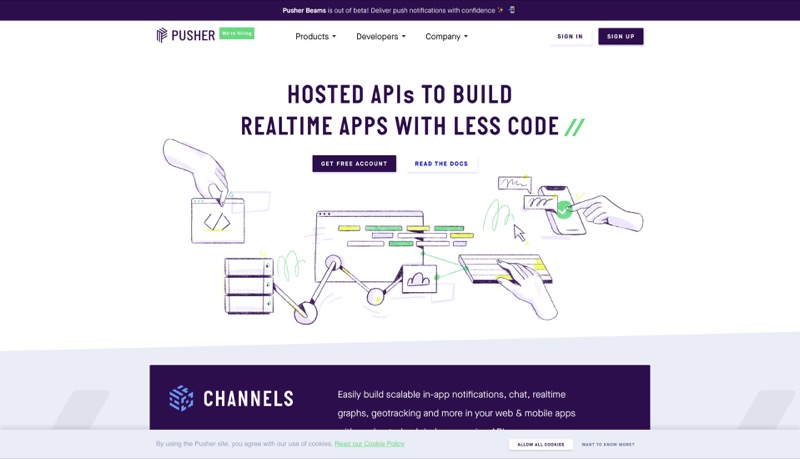 Pusher Beams is out of beta! Deliver push notifications with confidence
PUSHER We're hiring Products Developers Company SIGN IN SIGN UP
HOSTED APIs TO BUILD
REALTIME APPS WITH LESS CODE //
GET FREE ACCOUNT READ THE DOCS
</>
CHANNELS
Easily build scalable in-app notifications, chat, realtime
graphs, geotracking and more in your web & mobile apps
By using the Pusher site, you agree with our use of cookies. Read our Cookie Policy ALLOW ALL COOKIES WANT TO KNOW MORE?